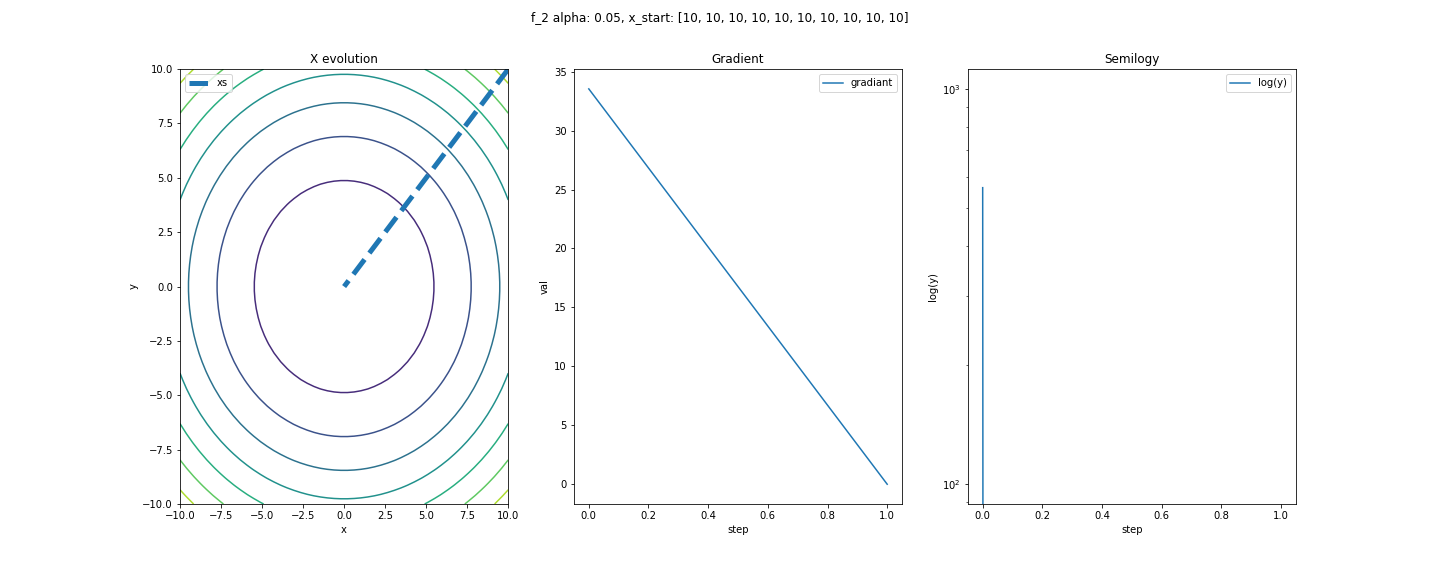 f_2 alpha: 0.05, x_start: [10, 10, 10, 10, 10, 10, 10, 10, 10, 10]
X evolution
xs
10.0
7.5
5.0
2.5
0.0
−2.5
−5.0
−7.5
−10.0
y
−10.0 −7.5 −5.0 −2.5 0.0 2.5 5.0 7.5 10.0
x
Gradient
gradiant
35
30
25
20
15
10
5
0
val
0.0 0.2 0.4 0.6 0.8 1.0
step
Semilogy
log(y)
10³
10²
log(y)
0.0 0.2 0.4 0.6 0.8 1.0
step